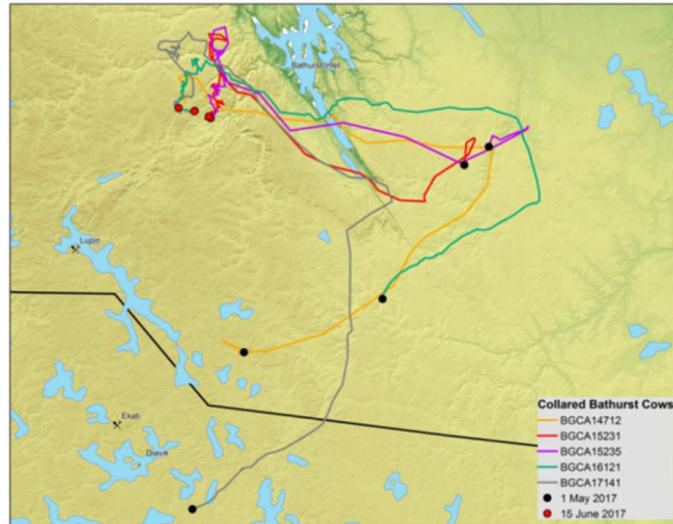 Bathurst Inlet
Lupin
Ekati
Diavik
Collared Bathurst Cows
BGCA14712
BGCA15231
BGCA15235
BGCA16121
BGCA17141
1 May 2017
15 June 2017